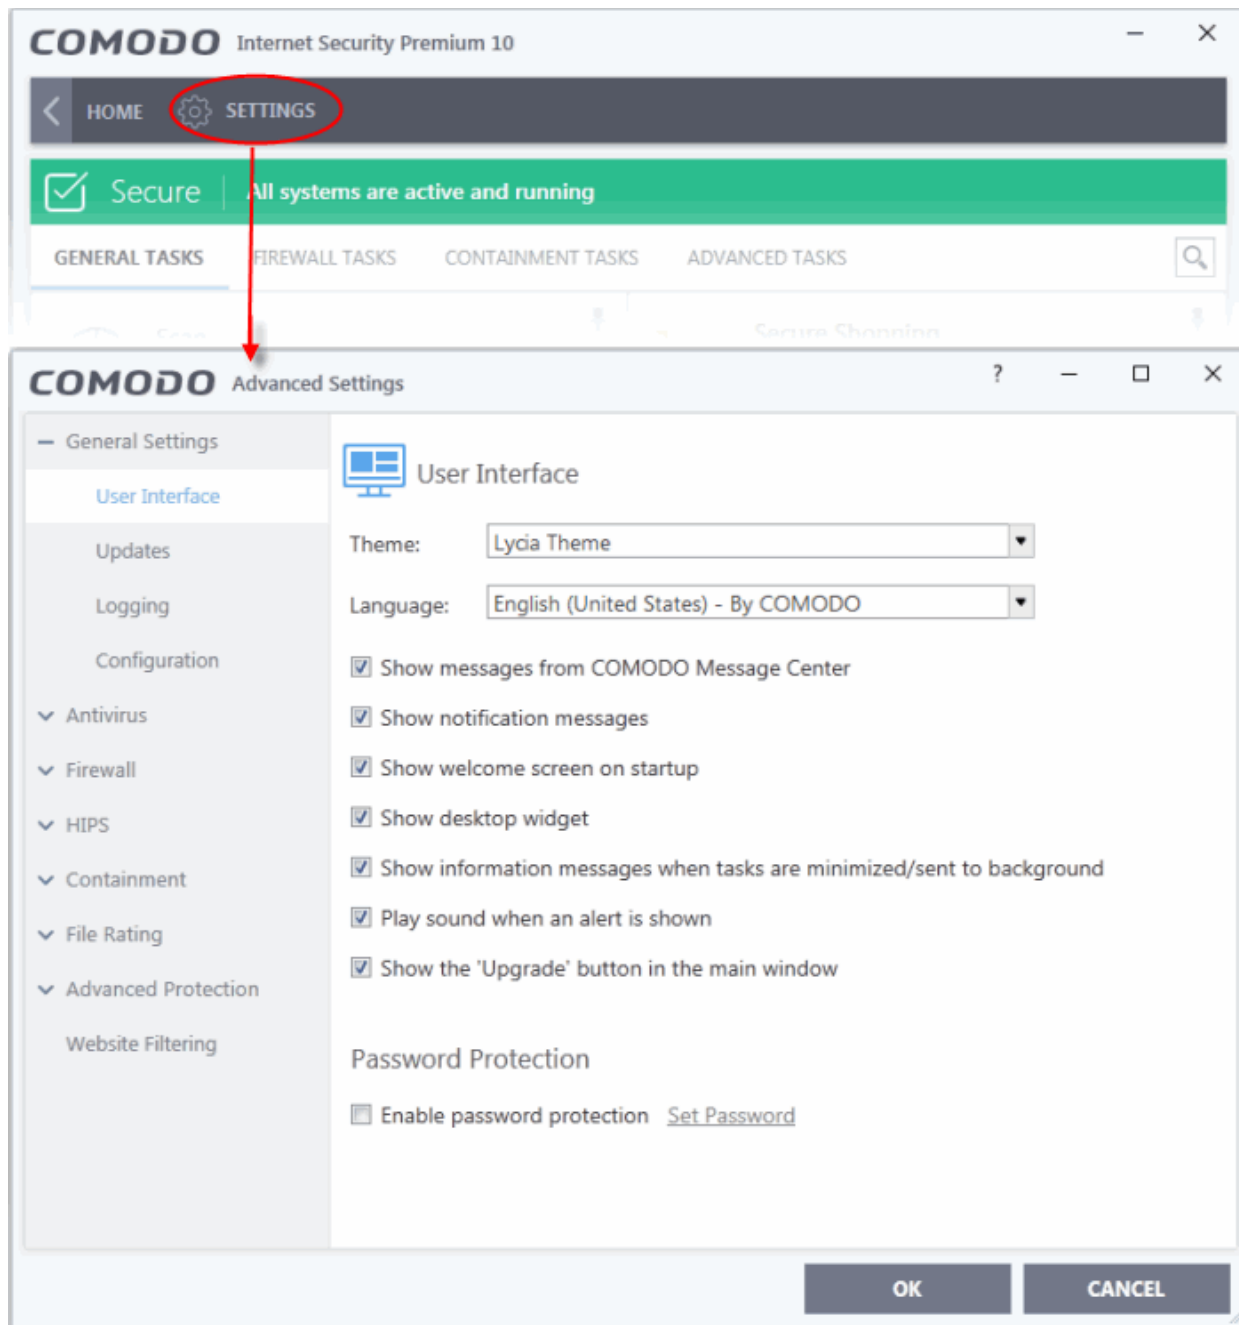 COMODO Internet Security Premium 10
HOME SETTINGS
Secure All systems are active and running
GENERAL TASKS FIREWALL TASKS CONTAINMENT TASKS ADVANCED TASKS
Scan Secure Shopping
COMODO Advanced Settings ?
General Settings
User Interface
Updates
Logging
Configuration
Antivirus
Firewall
HIPS
Containment
File Rating
Advanced Protection
Website Filtering
User Interface
Theme: Lycia Theme
Language: English (United States) - By COMODO
Show messages from COMODO Message Center
Show notification messages
Show welcome screen on startup
Show desktop widget
Show information messages when tasks are minimized/sent to background
Play sound when an alert is shown
Show the 'Upgrade' button in the main window
Password Protection
Enable password protection Set Password
OK CANCEL